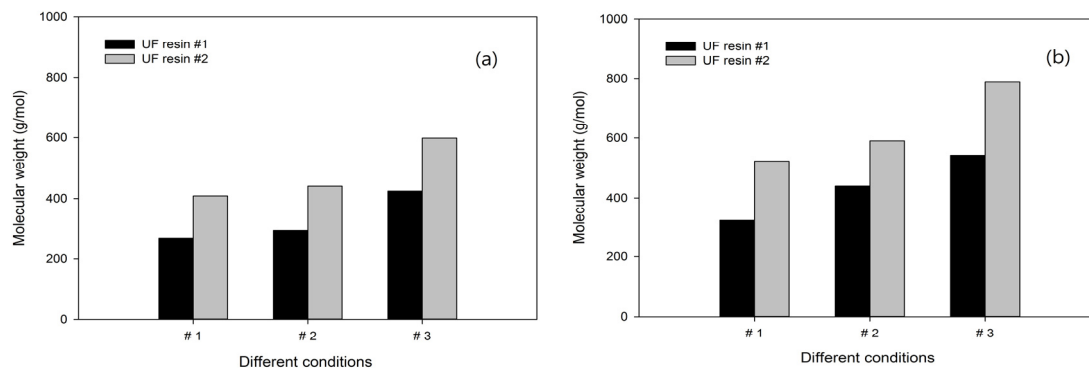 1000
800
600
400
200
0
Molecular weight (g/mol)
UF resin #1
UF resin #2
(a)
# 1
# 2
# 3
Different conditions
1000
800
600
400
200
0
Molecular weight (g/mol)
UF resin #1
UF resin #2
(b)
# 1
# 2
# 3
Different conditions